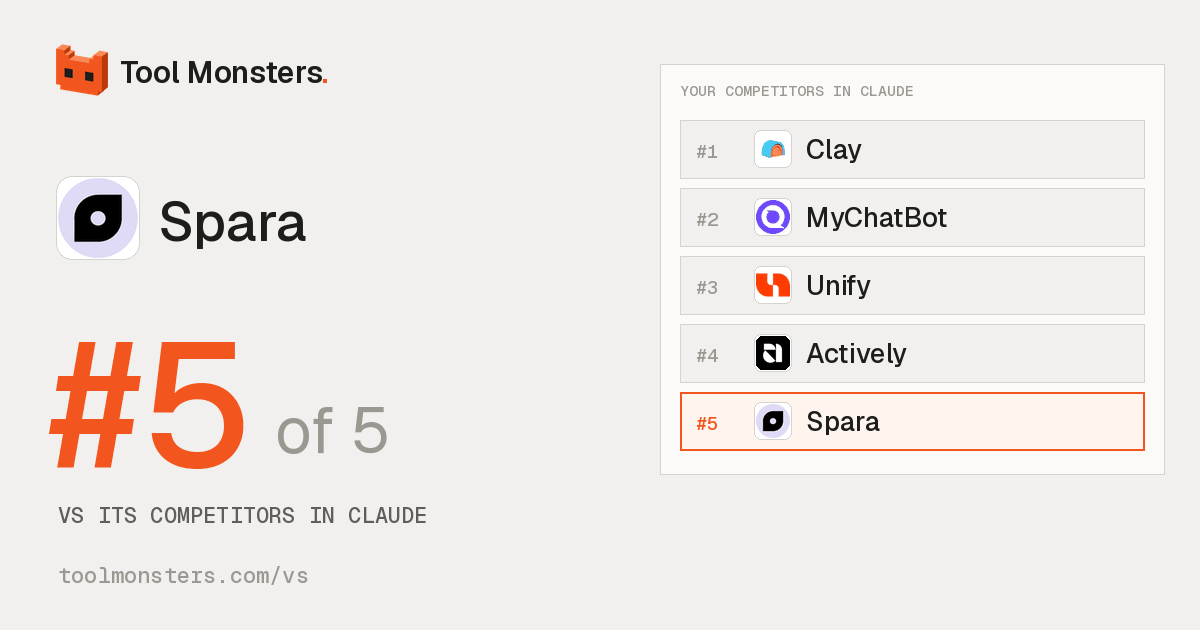 Tool Monsters.
Spara
#5 of 5
VS ITS COMPETITORS IN CLAUDE
toolmonsters.com/vs
YOUR COMPETITORS IN CLAUDE
#1 Clay
#2 MyChatBot
#3 Unify
#4 Actively
#5 Spara